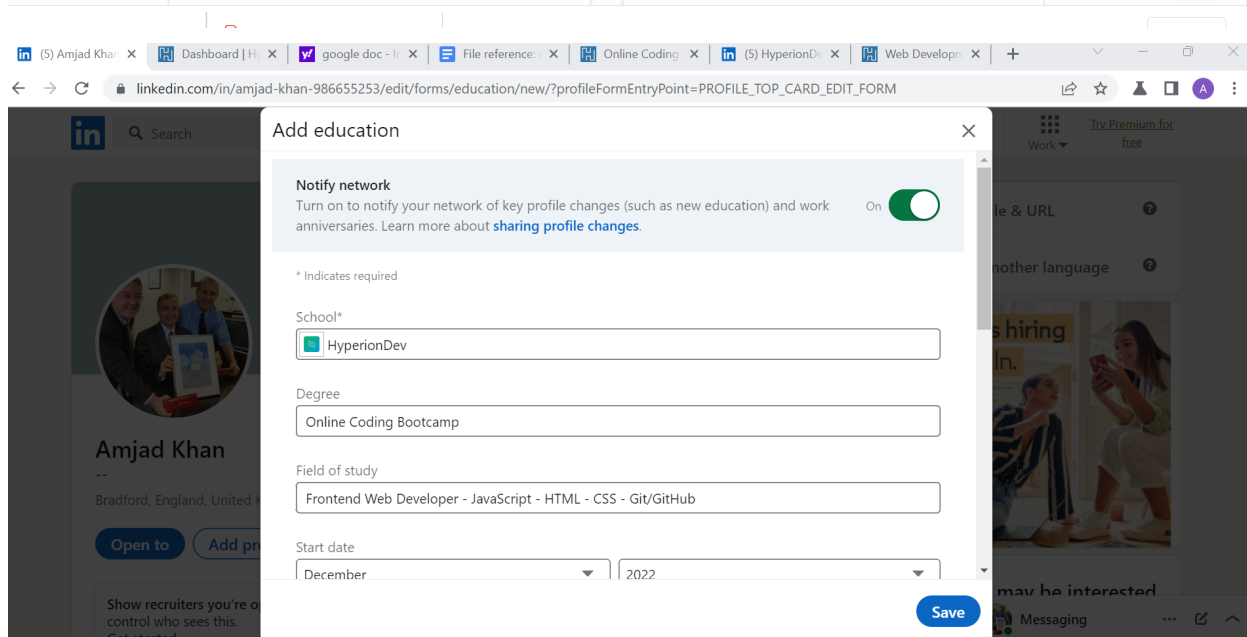 (5) Amjad Khan
Dashboard | Hy
google doc - I
File reference:
Online Coding
(5) HyperionDe
Web Developm
linkedin.com/in/amjad-khan-986655253/edit/forms/education/new/?profileFormEntryPoint=PROFILE_TOP_CARD_EDIT_FORM
A
in
Search
Add education
Work
Try Premium for
free
Notify network
Turn on to notify your network of key profile changes (such as new education) and work
anniversaries. Learn more about sharing profile changes.
On
le & URL
nother language
* Indicates required
School*
HyperionDev
s hiring
In.
Degree
Online Coding Bootcamp
Amjad Khan
--
Field of study
Bradford, England, United K
Frontend Web Developer - JavaScript - HTML - CSS - Git/GitHub
Open to
Add pr
Start date
December
2022
Show recruiters you're o
control who sees this.
Get started
Save
may be interested
Messaging